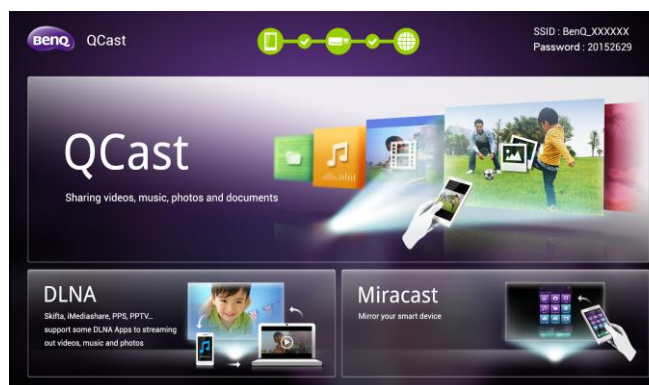 BenQ QCast
SSID : BenQ_XXXXXX
Password : 20152629
QCast
Sharing videos, music, photos and documents
DLNA
Skifta, iMediashare, PPS, PPTV...
support some DLNA Apps to streaming
out videos, music and photos
Miracast
Mirror your smart device